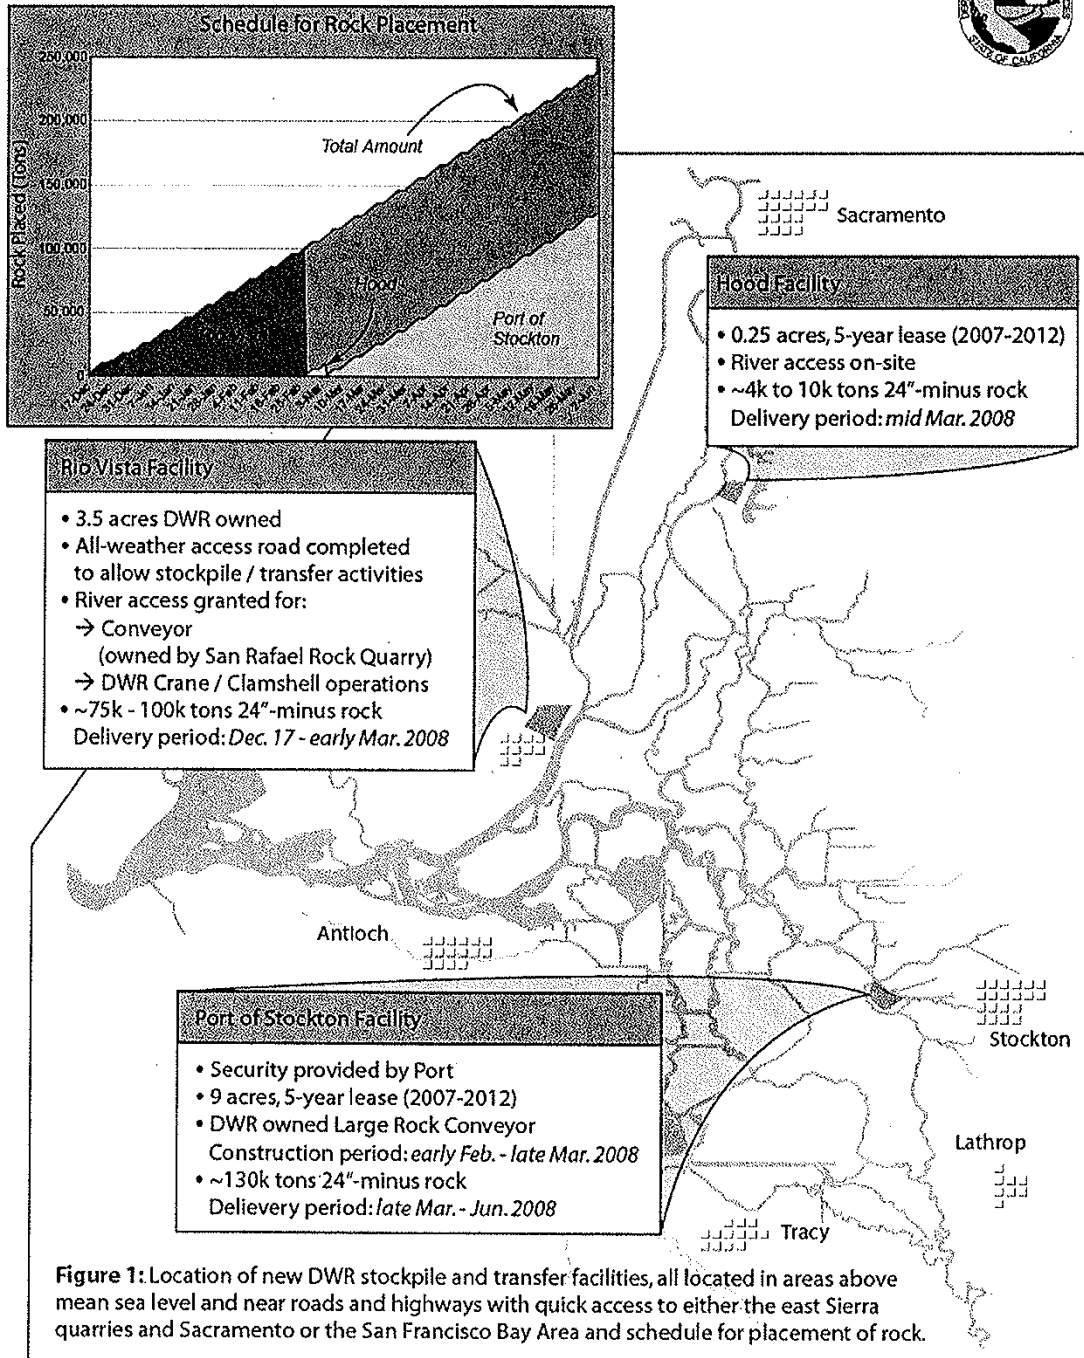 Schedule for Rock Placement
250,000
200,000
150,000
100,000
50,000
0
Rock Placed (Tons)
Total Amount
Hood
Port of
Stockton
STATE OF CALIFORNIA
Sacramento
Hood Facility
• 0.25 acres, 5-year lease (2007-2012)
• River access on-site
• ~4k to 10k tons 24"-minus rock
Delivery period: mid Mar. 2008
Rio Vista Facility
• 3.5 acres DWR owned
• All-weather access road completed
to allow stockpile / transfer activities
• River access granted for:
→ Conveyor
(owned by San Rafael Rock Quarry)
→ DWR Crane / Clamshell operations
• ~75k - 100k tons 24"-minus rock
Delivery period: Dec. 17 - early Mar. 2008
Antioch
Port of Stockton Facility
• Security provided by Port
• 9 acres, 5-year lease (2007-2012)
• DWR owned Large Rock Conveyor
Construction period: early Feb. - late Mar. 2008
• ~130k tons 24"-minus rock
Delievery period: late Mar. - Jun. 2008
Stockton
Lathrop
Tracy
Figure 1: Location of new DWR stockpile and transfer facilities, all located in areas above
mean sea level and near roads and highways with quick access to either the east Sierra
quarries and Sacramento or the San Francisco Bay Area and schedule for placement of rock.